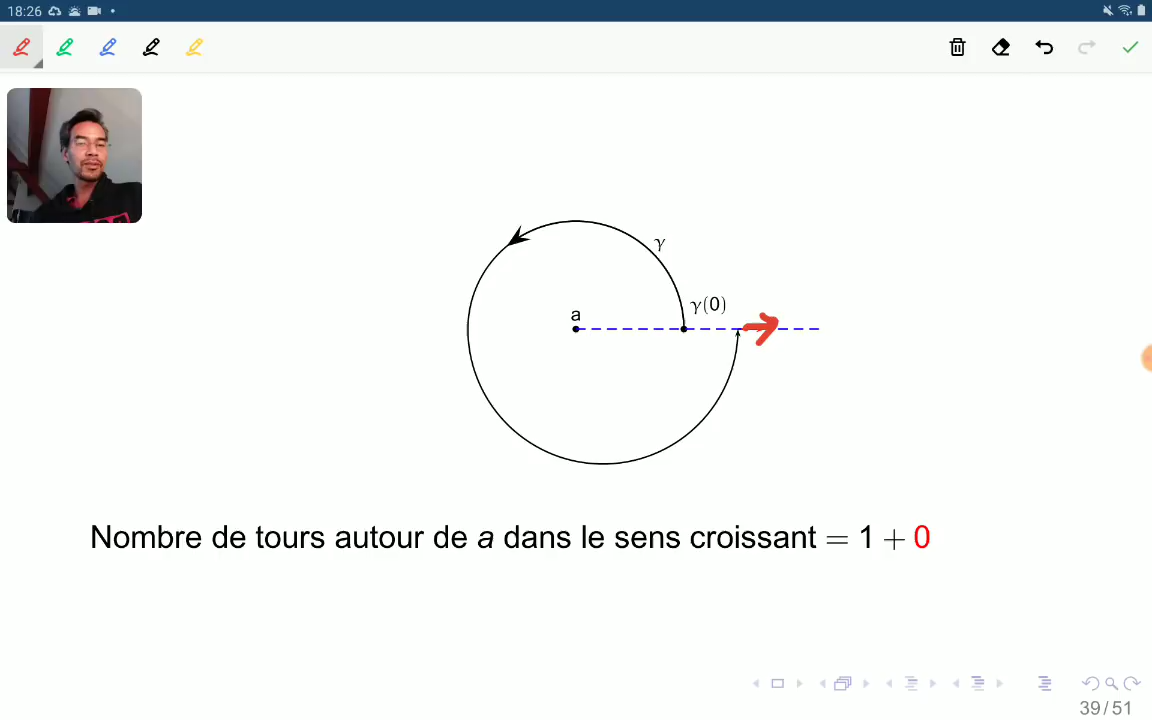 18:26
γ
γ(0)
a
Nombre de tours autour de a dans le sens croissant = 1 + 0
39/51